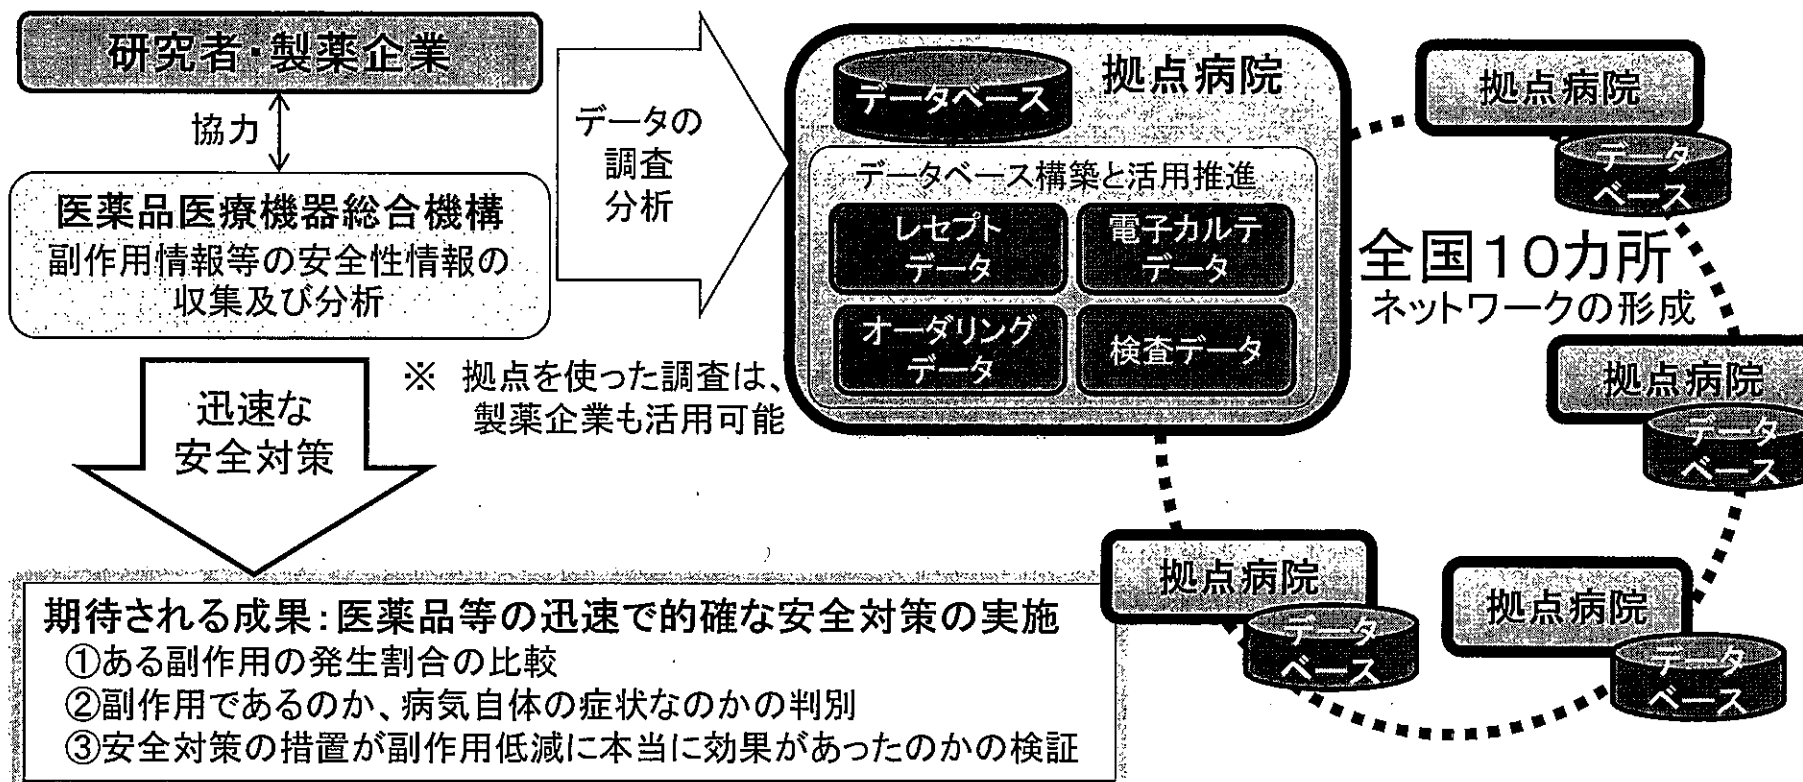 研究者・製薬企業
協力
医薬品医療機器総合機構
副作用情報等の安全性情報の
収集及び分析
データの
調査
分析
※ 拠点を使った調査は、
製薬企業も活用可能
迅速な
安全対策
拠点病院
データベース
データベース構築と活用推進
レセプト
データ
電子カルテ
データ
オーダリング
データ
検査データ
拠点病院
データ
ベース
全国10カ所
ネットワークの形成
拠点病院
データ
ベース
拠点病院
データ
ベース
拠点病院
データ
ベース
期待される成果：医薬品等の迅速で的確な安全対策の実施
①ある副作用の発生割合の比較
②副作用であるのか、病気自体の症状なのかの判別
③安全対策の措置が副作用低減に本当に効果があったのかの検証